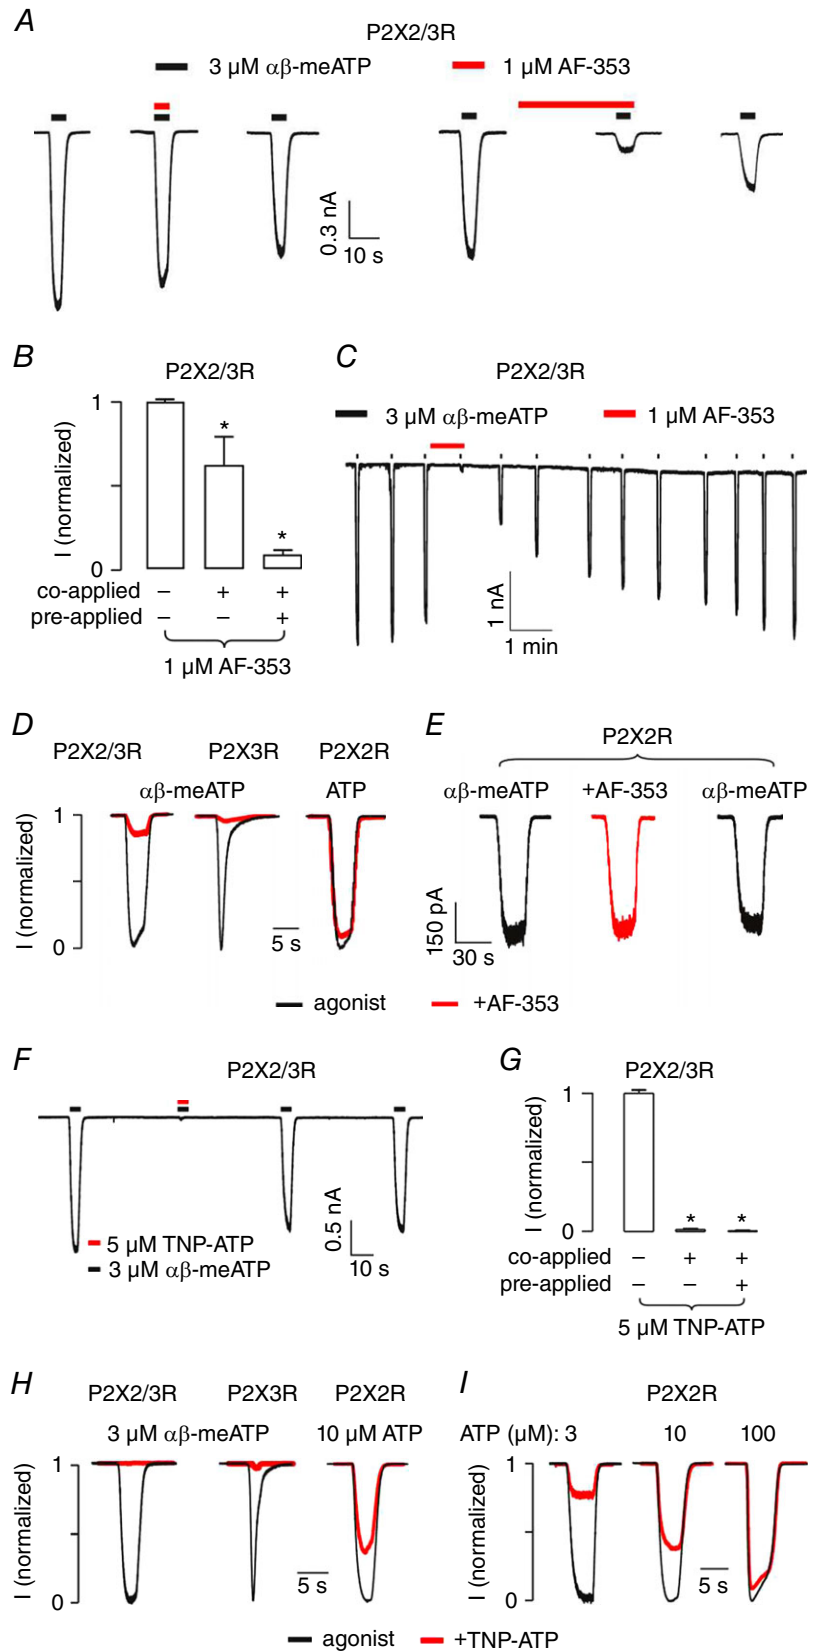 A
P2X2/3R
3 µM αβ-meATP 1 µM AF-353
0.3 nA
10 s
B
P2X2/3R
I (normalized)
1
0
* *
co-applied – + +
pre-applied – – +
1 µM AF-353
C
P2X2/3R
3 µM αβ-meATP 1 µM AF-353
1 nA
1 min
D
P2X2/3R P2X3R P2X2R
αβ-meATP ATP
I (normalized)
1
0
5 s
E
P2X2R
αβ-meATP +AF-353 αβ-meATP
150 pA
30 s
agonist +AF-353
F
P2X2/3R
5 µM TNP-ATP
3 µM αβ-meATP
0.5 nA
10 s
G
P2X2/3R
I (normalized)
1
0
* *
co-applied – + +
pre-applied – – +
5 µM TNP-ATP
H
P2X2/3R P2X3R P2X2R
3 µM αβ-meATP 10 µM ATP
I (normalized)
1
0
5 s
I
P2X2R
ATP (µM): 3 10 100
I (normalized)
1
0
5 s
agonist +TNP-ATP